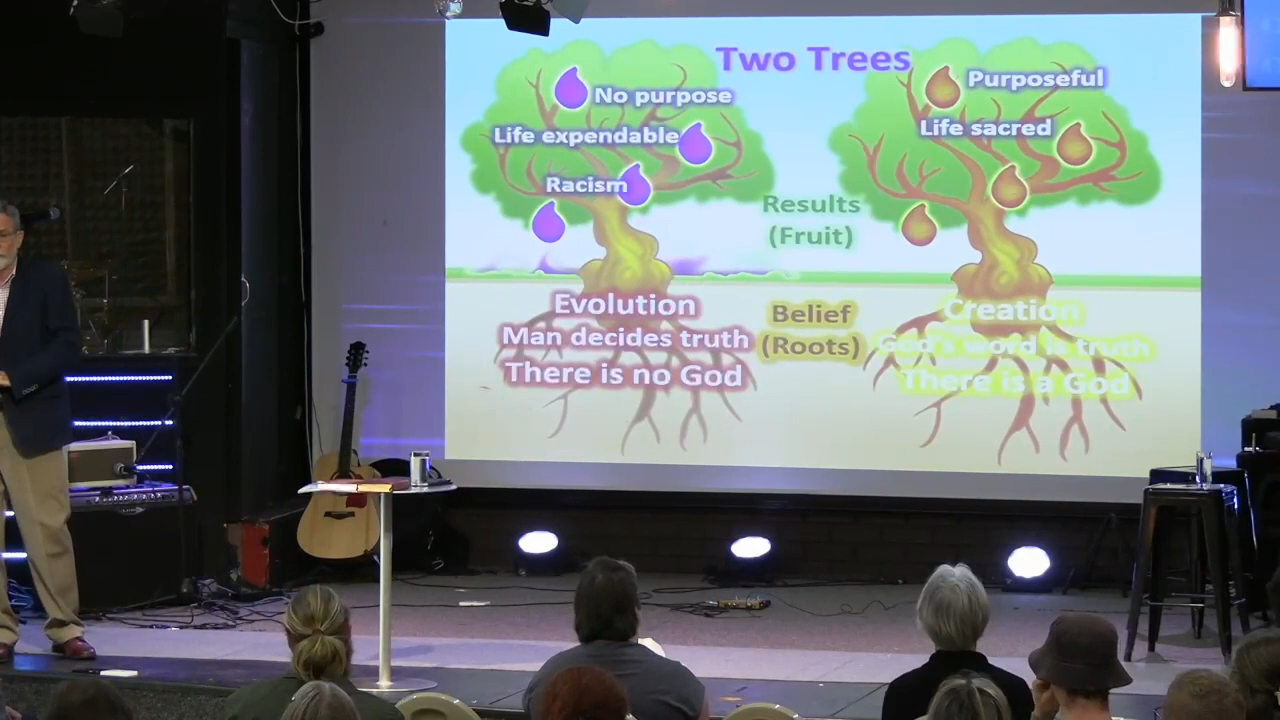 Two Trees
No purpose
Life expendable
Racism
Purposeful
Life sacred
Results
(Fruit)
Evolution
Man decides truth
There is no God
Belief
(Roots)
Creation
God's word is truth
There is a God